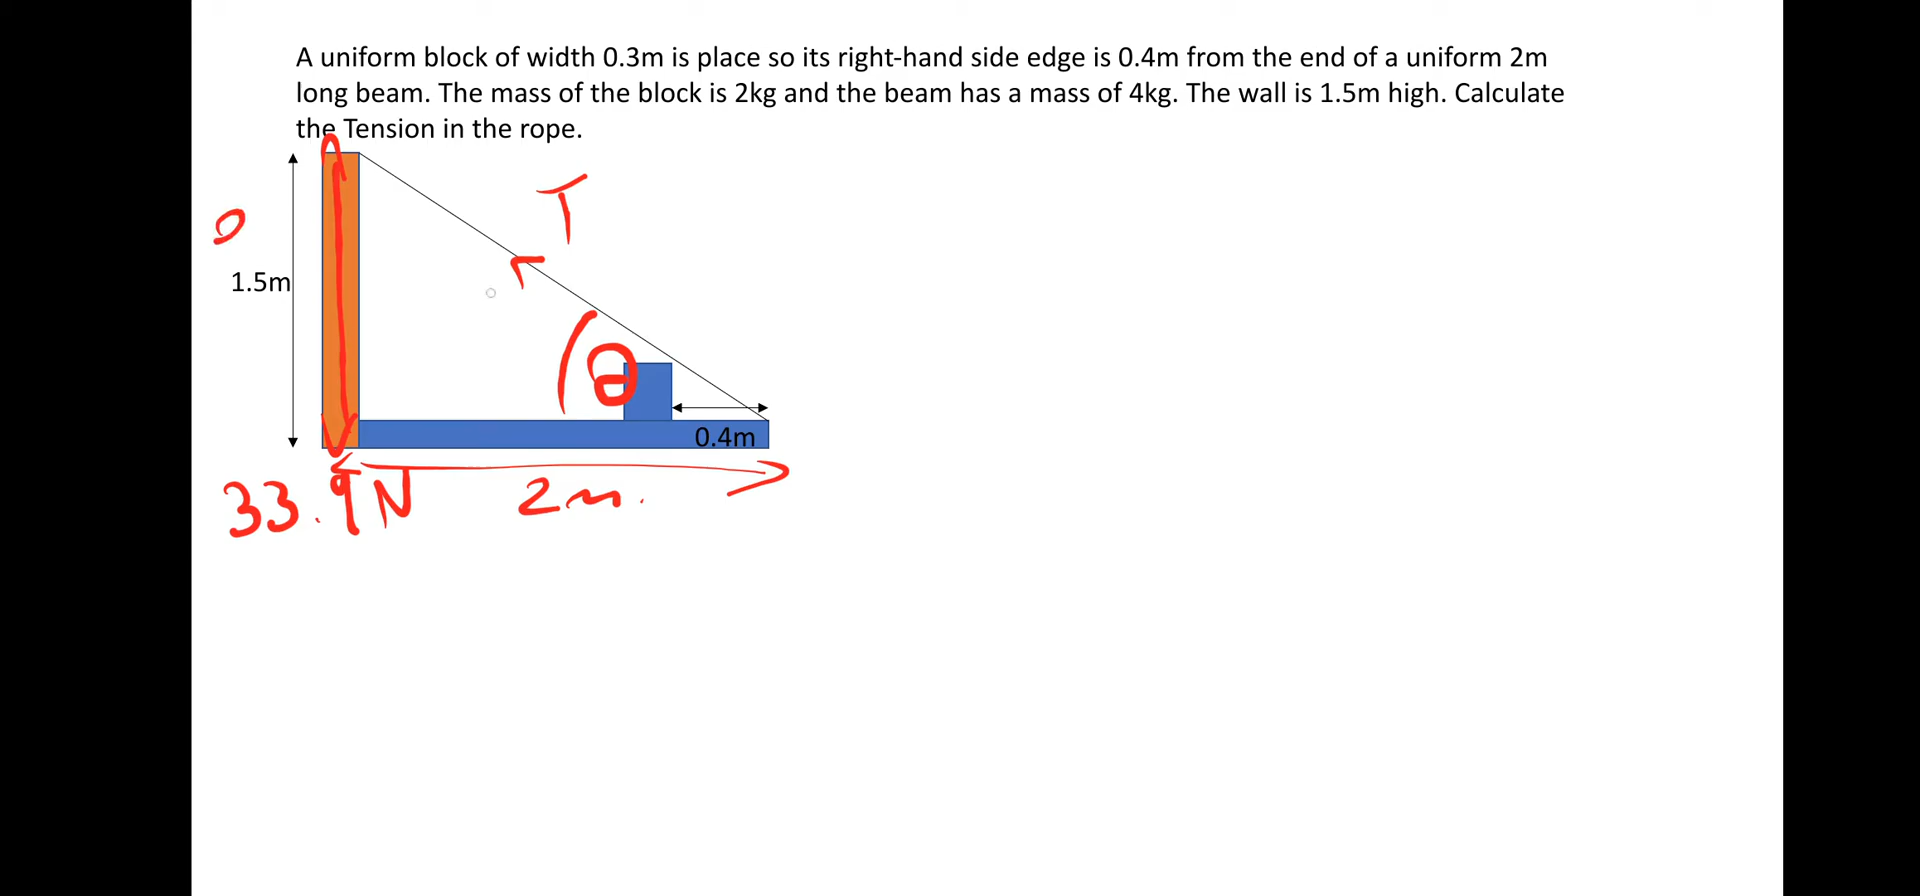 A uniform block of width 0.3m is place so its right-hand side edge is 0.4m from the end of a uniform 2m
long beam. The mass of the block is 2kg and the beam has a mass of 4kg. The wall is 1.5m high. Calculate
the Tension in the rope.
T
O
1.5m
θ
0.4m
33.9N
2m.